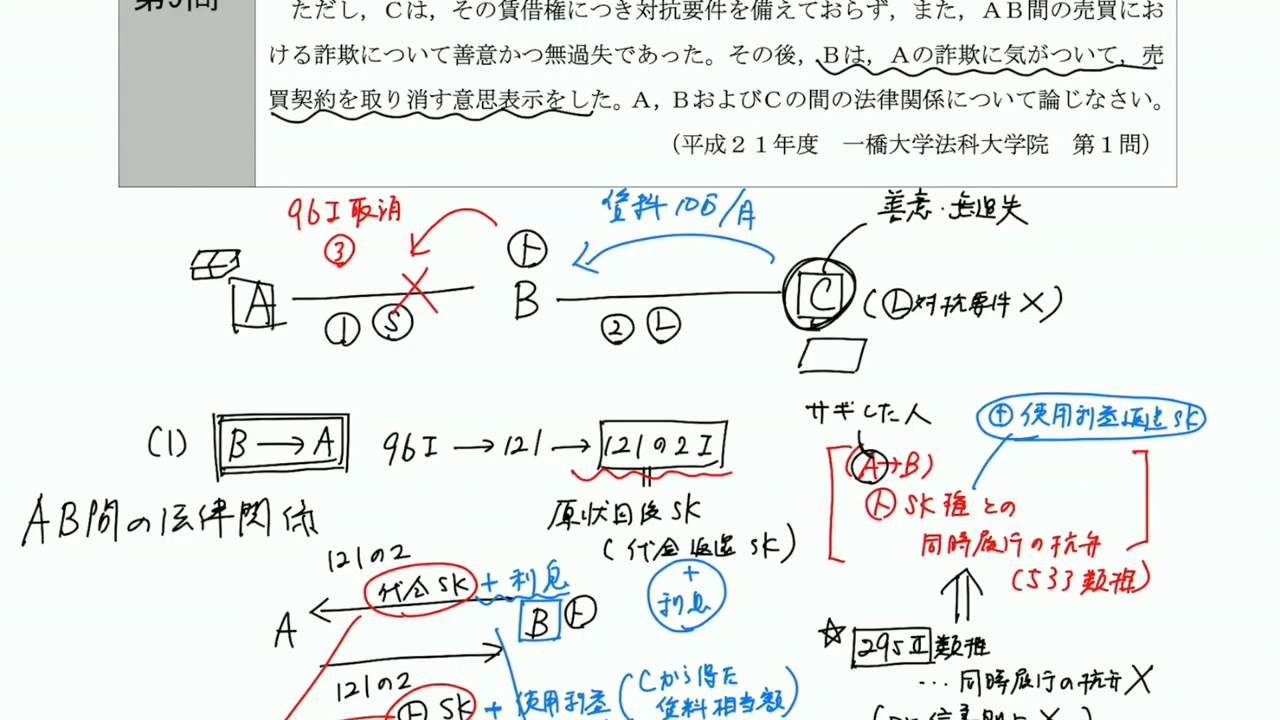 第9問
ただし，Ｃは，その賃借権につき対抗要件を備えておらず，また，ＡＢ間の売買にお
ける詐欺について善意かつ無過失であった。その後，Ｂは，Ａの詐欺に気がついて，売
買契約を取り消す意思表示をした。Ａ，ＢおよびＣの間の法律関係について論じなさい。
（平成２１年度　一橋大学法科大学院　第１問）
96Ⅰ取消
③
賃料10万/月
善意・無過失
A
B
土
C
(Ⓛ対抗要件×)
① Ⓢ
② Ⓛ
(1) B→A 96Ⅰ→121→121の2Ⅰ
サギした人
④使用利益返還SK
(A→B)
土SK権との
同時履行の抗弁
(533類推)
原状回復SK
(代金返還SK)
+
利息
AB間の法律関係
121の2
代金SK + 利息
A
B 土
121の2
土SK + 使用利益
(Cから得た
賃料相当額)
☆ 295Ⅱ類推
… 同時履行の抗弁×